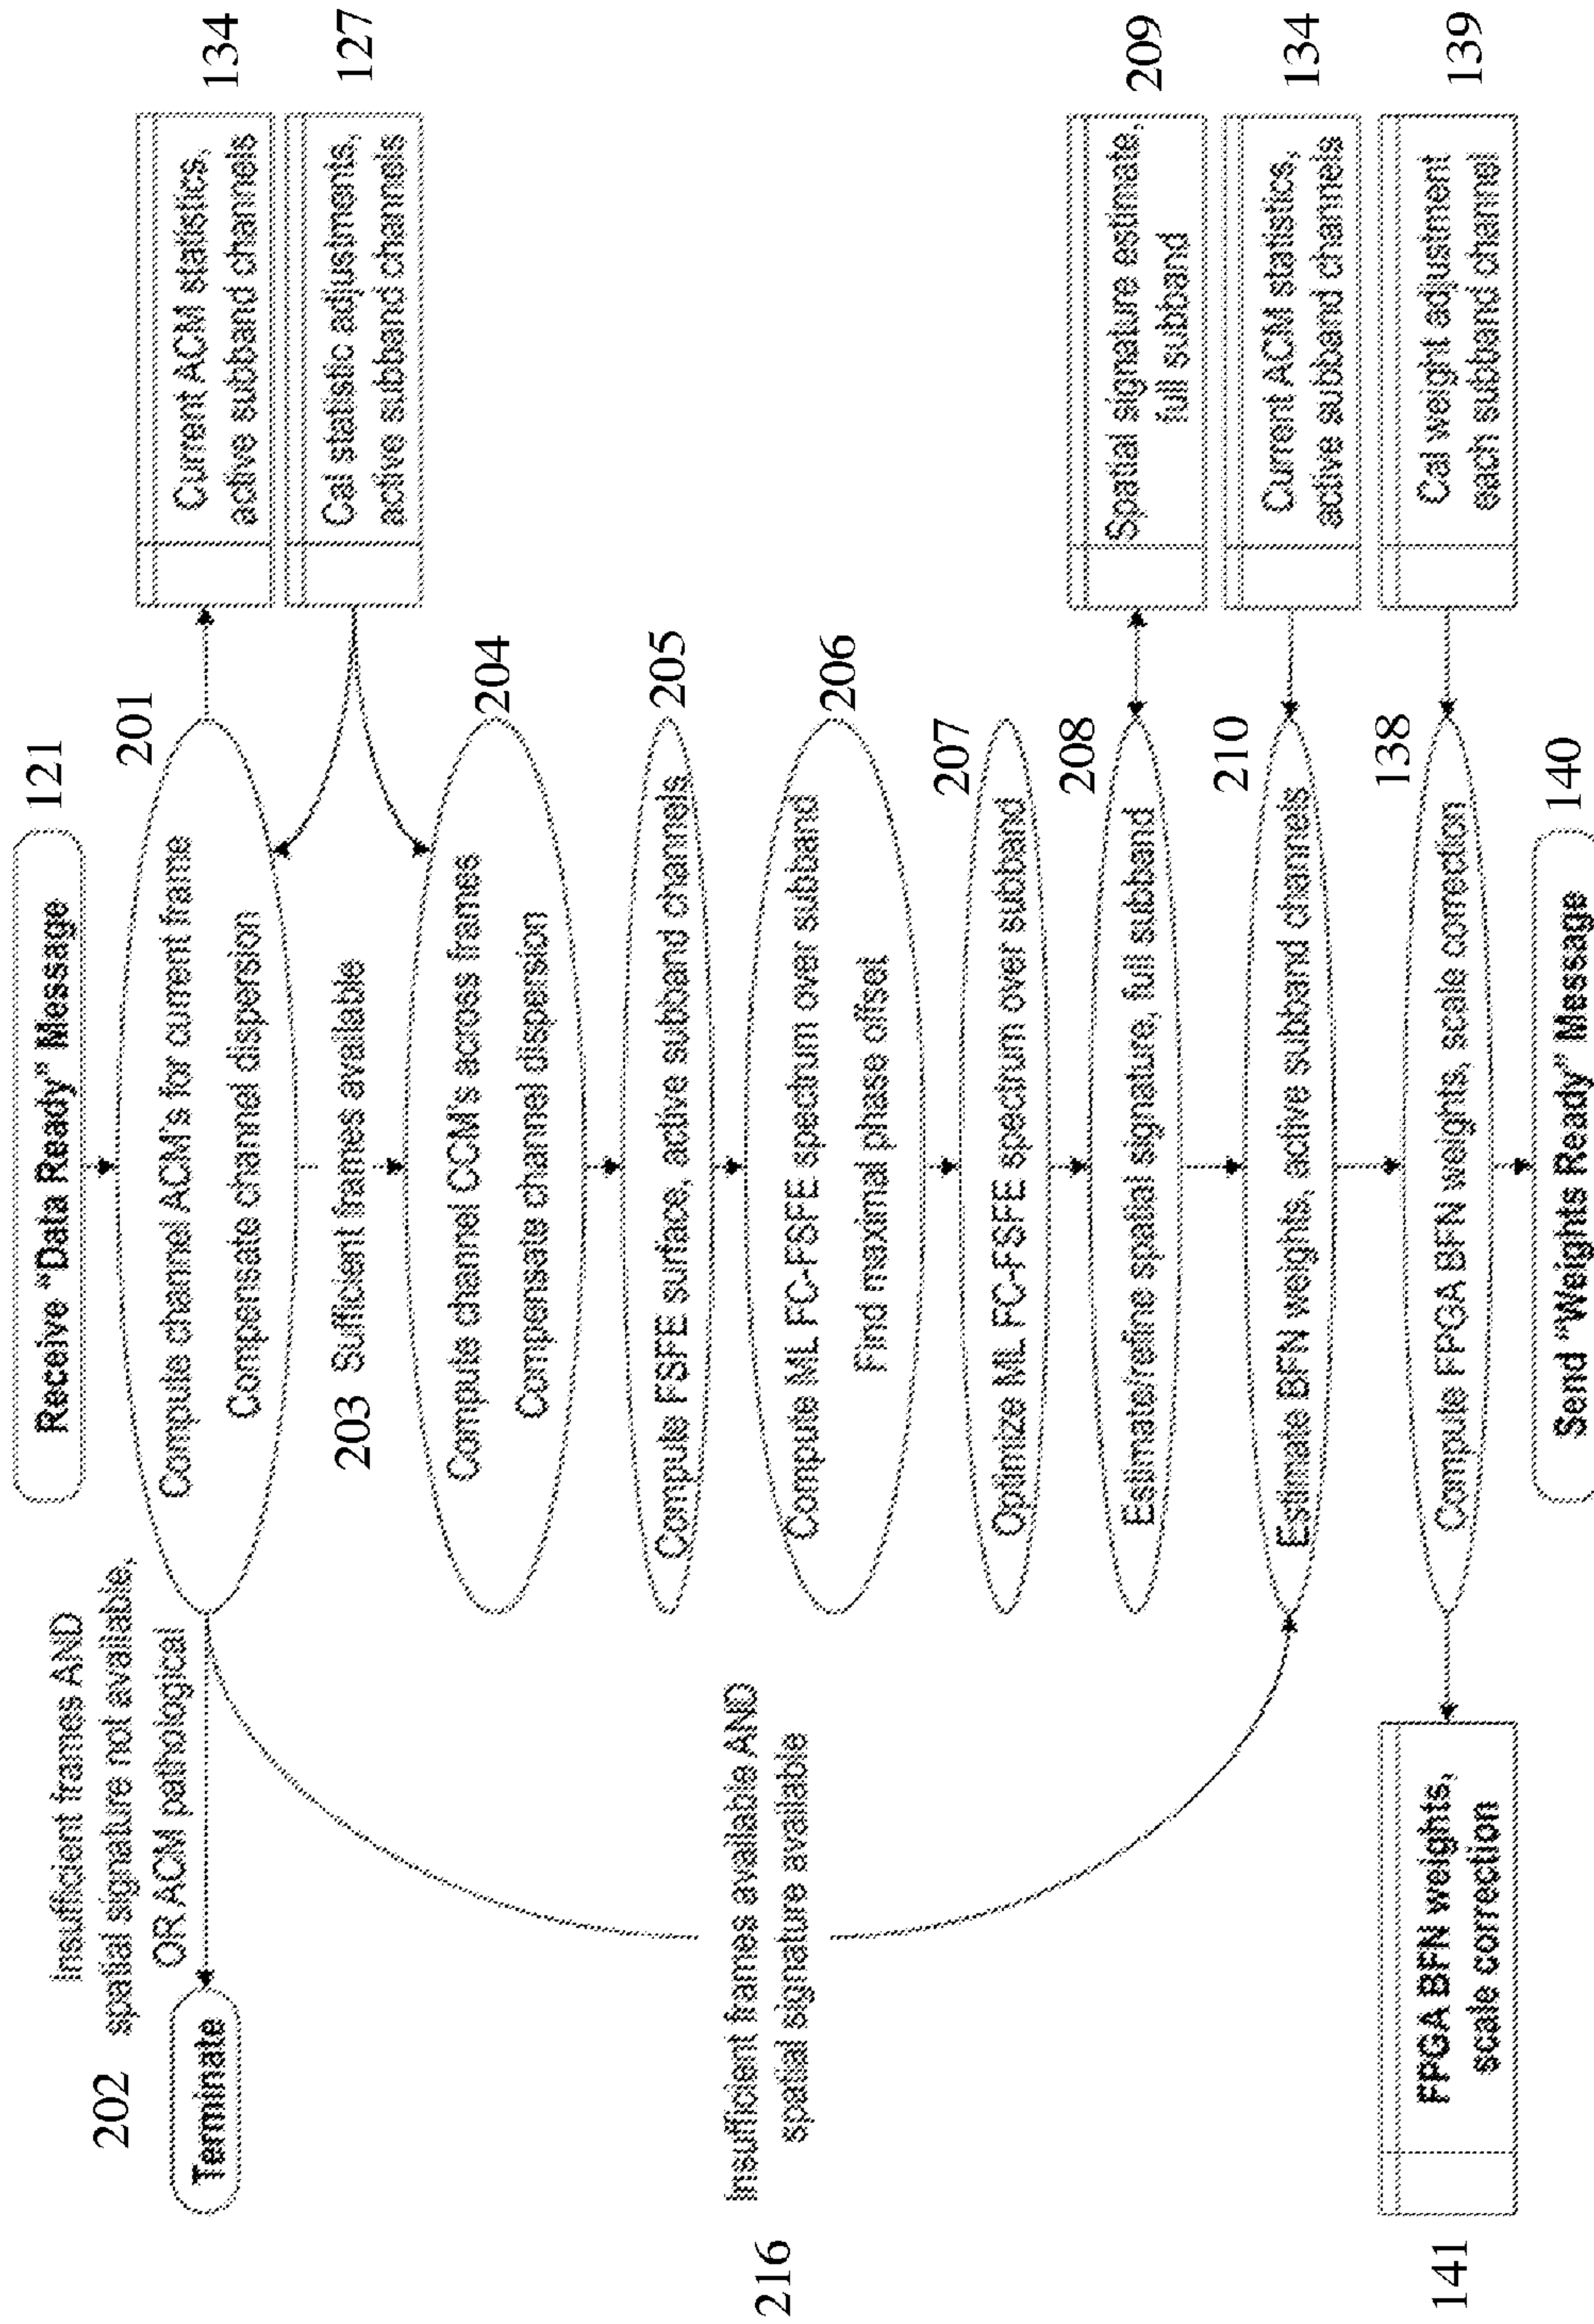 Receive "Data Ready" Message
121
Insufficient frames AND
spatial signature not available,
OR ACM pathological
202
Terminate
Compute channel ACM's for current frame
Compensate channel dispersion
201
Current ACM statistics,
active subband channels
134
Cal statistic adjustments,
active subband channels
127
203
Sufficient frames available
Compute channel CCM's across frames
Compensate channel dispersion
204
Compute FSFE surface, active subband channels
205
Insufficient frames available AND
spatial signature available
216
Compute ML FC-FSFE spectrum over subband
Find maximal phase offset
206
Optimize ML FC-FSFE spectrum over subband
207
Estimate/refine spatial signature, full subband
208
Spatial signature estimate,
full subband
209
Estimate BFN weights, active subband channels
210
Current ACM statistics,
active subband channels
134
141
FPGA BFN weights,
scale correction
Compute FPGA BFN weights, scale correction
138
Cal weight adjustment
each subband channel
139
Send "Weights Ready" Message
140